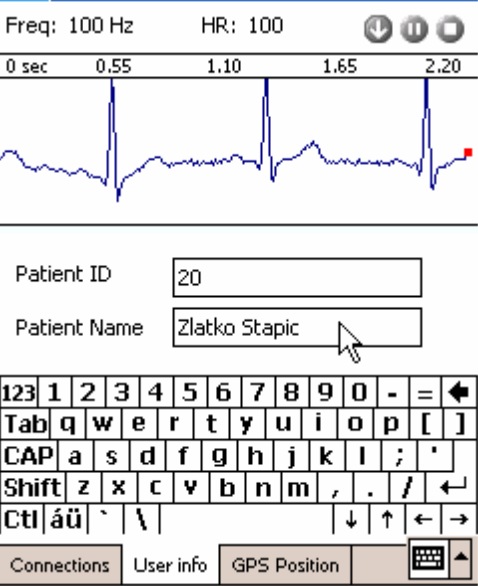 Freq: 100 Hz HR: 100
0 sec 0.55 1.10 1.65 2.20
Patient ID 20
Patient Name Zlatko Stapic
123 1 2 3 4 5 6 7 8 9 0 - = 
Tab q w e r t y u i o p [ ]
CAP a s d f g h j k l ; '
Shift z x c v b n m , . /
Ctl áü ` \ ↓ ↑ ← →
Connections User info GPS Position